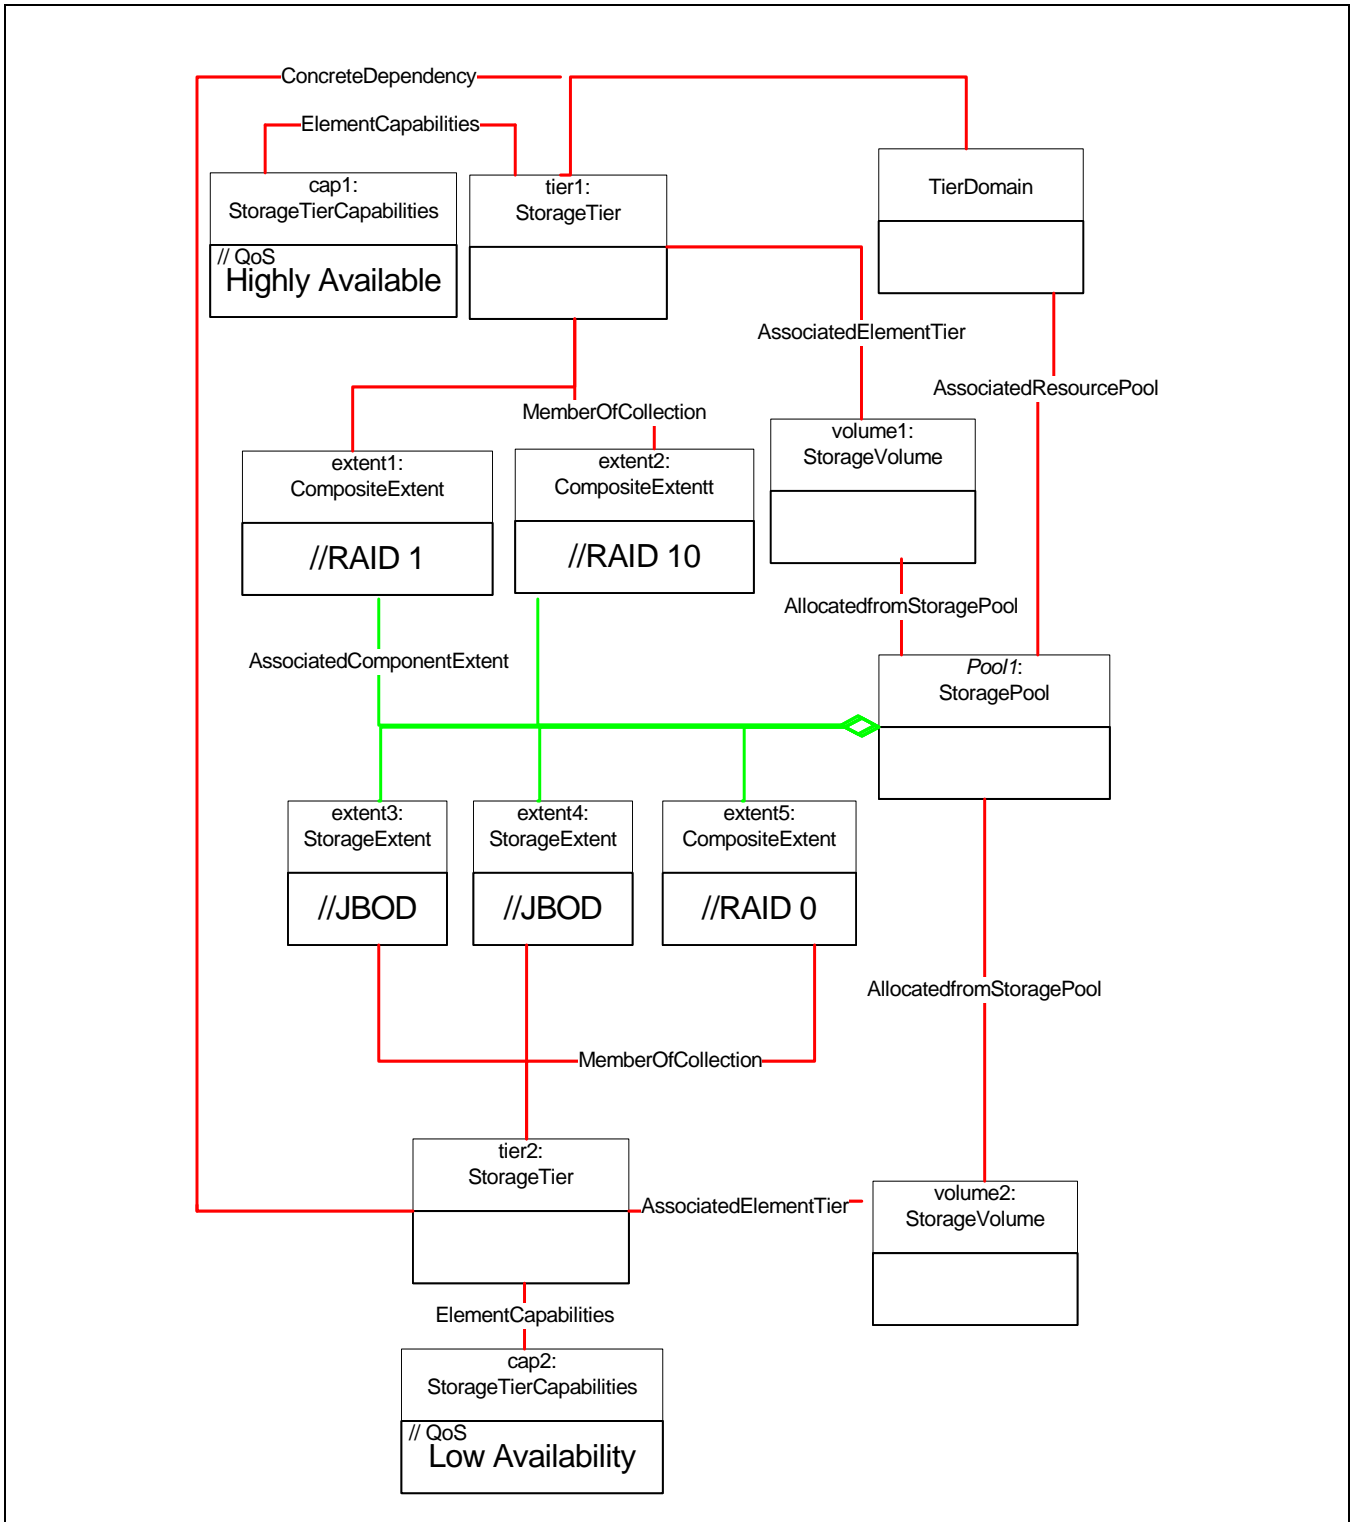 ConcreteDependency
ElementCapabilities
cap1:
StorageTierCapabilities
// QoS
Highly Available
tier1:
StorageTier
TierDomain
AssociatedElementTier
AssociatedResourcePool
MemberOfCollection
extent1:
CompositeExtent
//RAID 1
extent2:
CompositeExtentt
//RAID 10
volume1:
StorageVolume
AllocatedfromStoragePool
AssociatedComponentExtent
Pool1:
StoragePool
extent3:
StorageExtent
//JBOD
extent4:
StorageExtent
//JBOD
extent5:
CompositeExtent
//RAID 0
AllocatedfromStoragePool
MemberOfCollection
tier2:
StorageTier
AssociatedElementTier
volume2:
StorageVolume
ElementCapabilities
cap2:
StorageTierCapabilities
// QoS
Low Availability